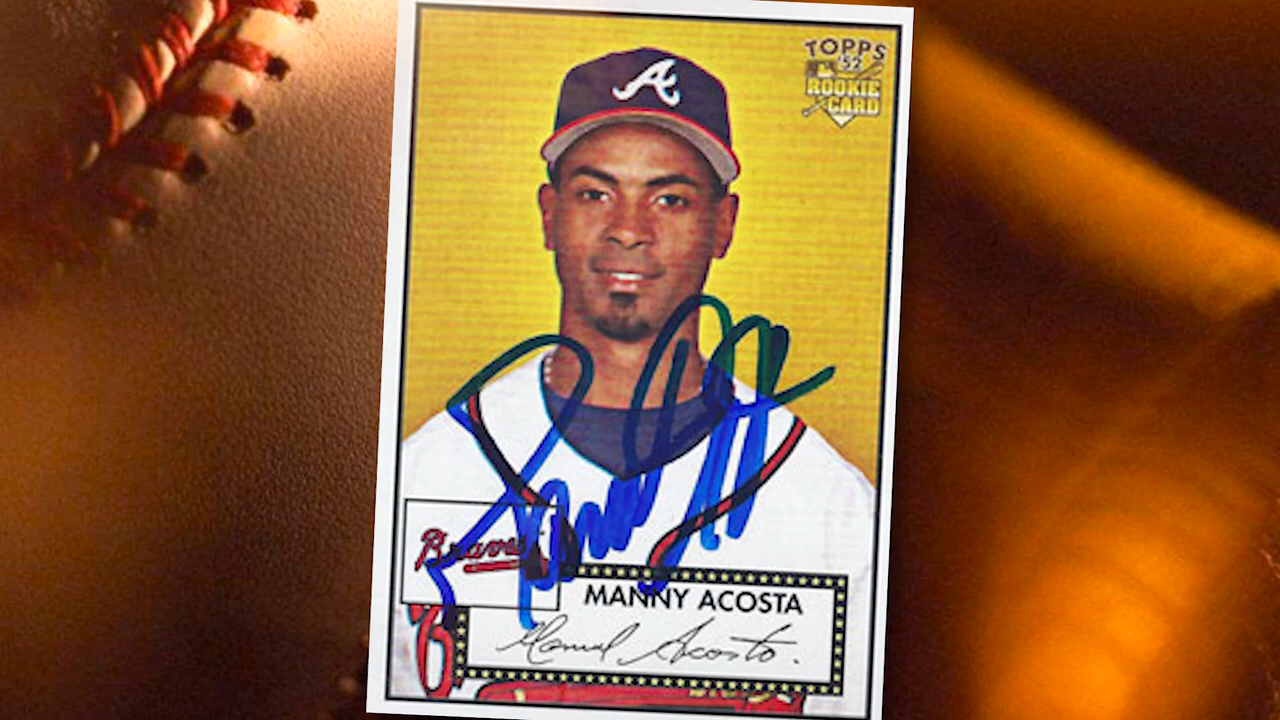 A
TOPPS
'52
ROOKIE
CARD
Braves
MANNY ACOSTA
Manuel Acosta.